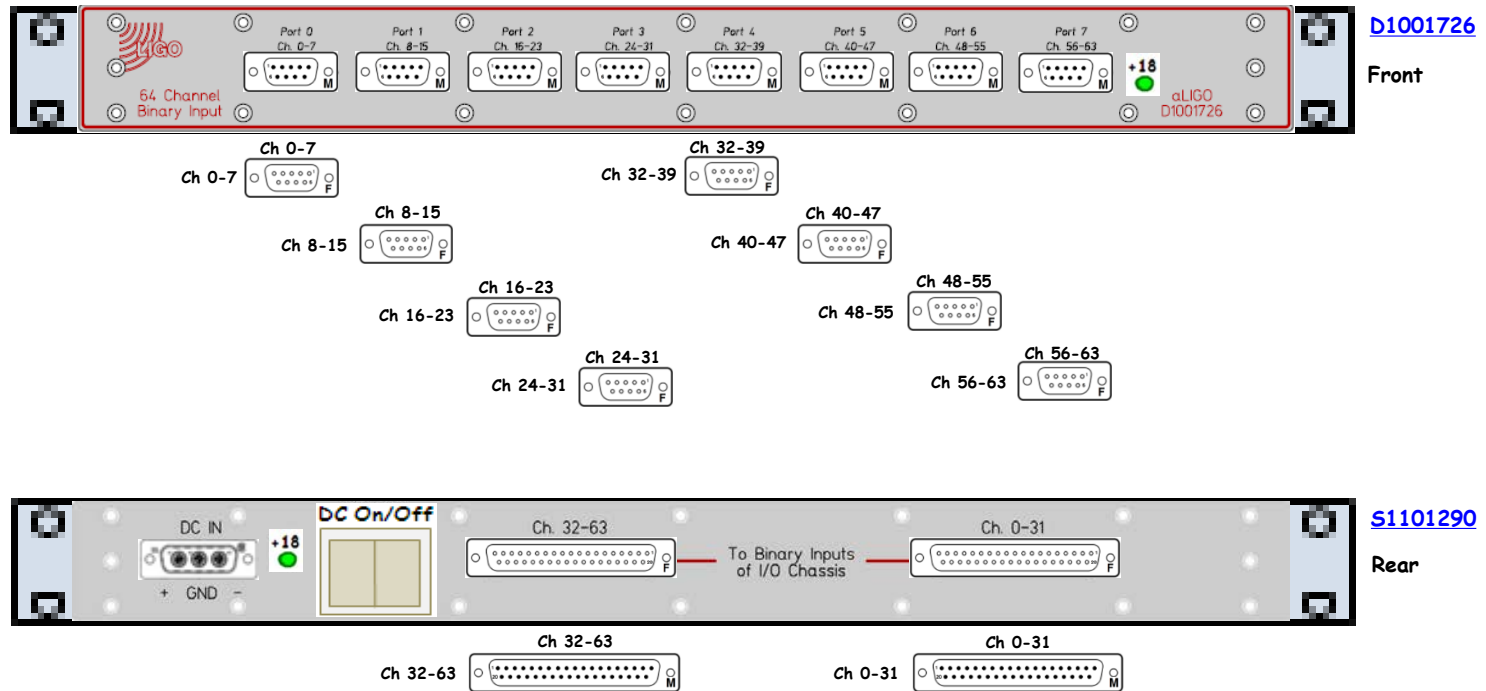 Port 0 Port 1 Port 2 Port 3 Port 4 Port 5 Port 6 Port 7
Ch. 0-7 Ch. 8-15 Ch. 16-23 Ch. 24-31 Ch. 32-39 Ch. 40-47 Ch. 48-55 Ch. 56-63
D1001726
LIGO
M M M M M M M M
+18
Front
64 Channel
Binary Input
aLIGO
D1001726
Ch 0-7 Ch 32-39
Ch 0-7 F Ch 32-39 F
Ch 8-15 Ch 40-47
Ch 8-15 F Ch 40-47 F
Ch 16-23 Ch 48-55
Ch 16-23 F Ch 48-55 F
Ch 24-31 Ch 56-63
Ch 24-31 F Ch 56-63 F
DC IN
+18
DC On/Off
Ch. 32-63
Ch. 0-31
S1101290
F
To Binary Inputs
of I/O Chassis
F
Rear
+ GND -
Ch 32-63 Ch 0-31
Ch 32-63 M Ch 0-31 M